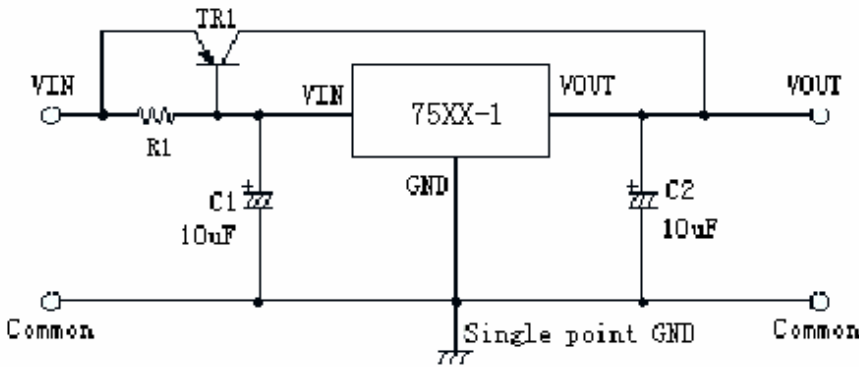 TR1
VIN
VIN
75XX-1
VOUT
VOUT
R1
GND
C1
10uF
C2
10uF
+
+
Common
Single point GND
Common